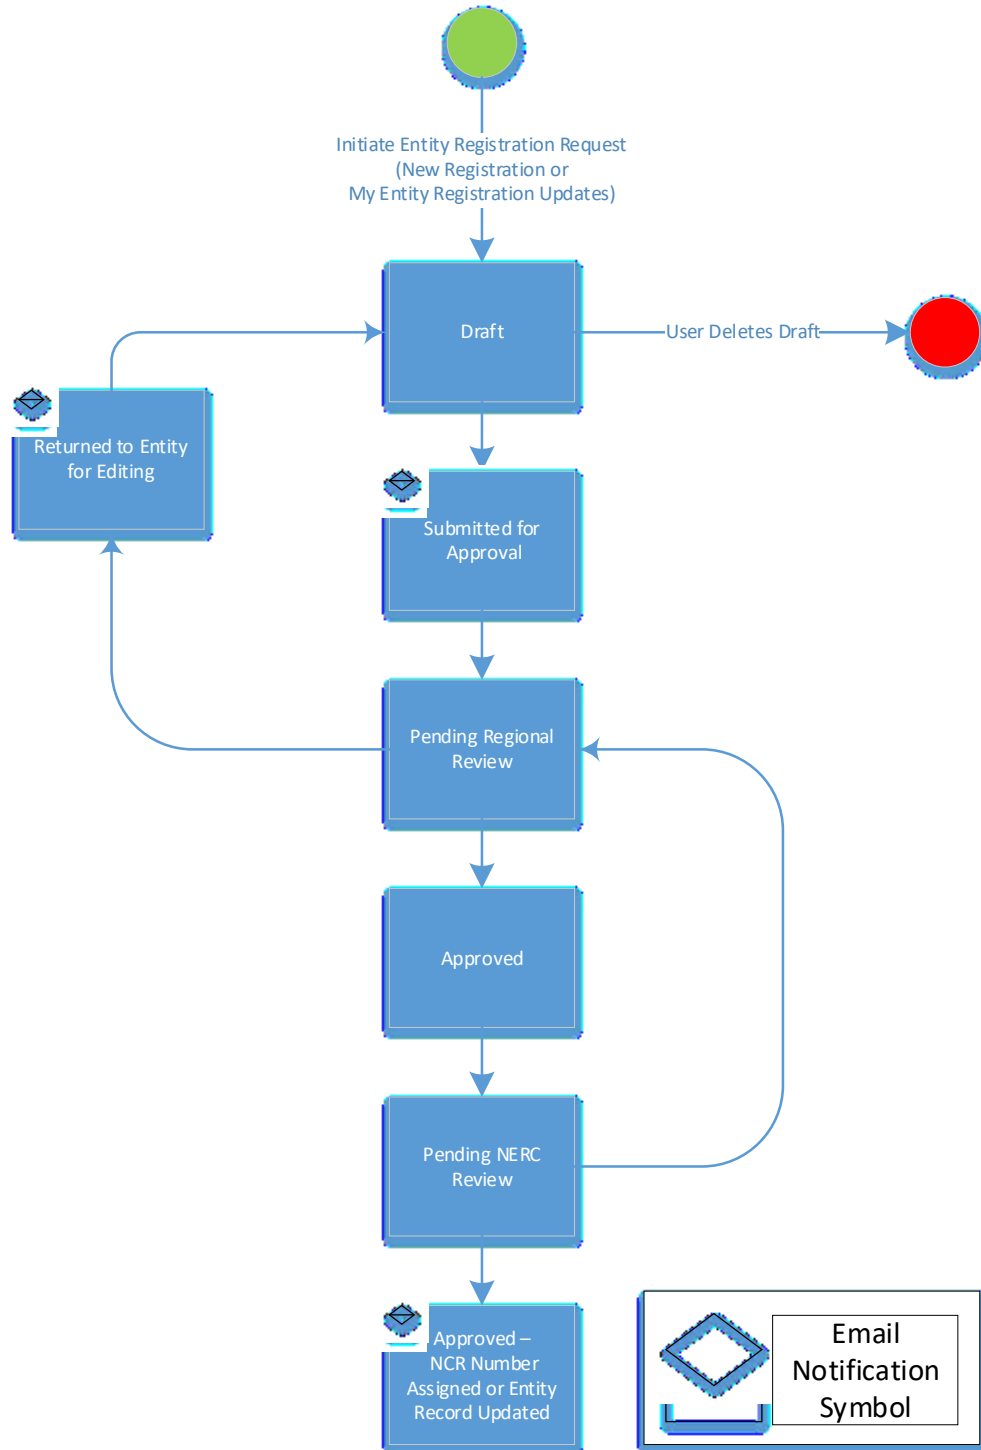 Initiate Entity Registration Request
(New Registration or
My Entity Registration Updates)
Draft
User Deletes Draft
Returned to Entity
for Editing
Submitted for
Approval
Pending Regional
Review
Approved
Pending NERC
Review
Approved –
NCR Number
Assigned or Entity
Record Updated
Email
Notification
Symbol